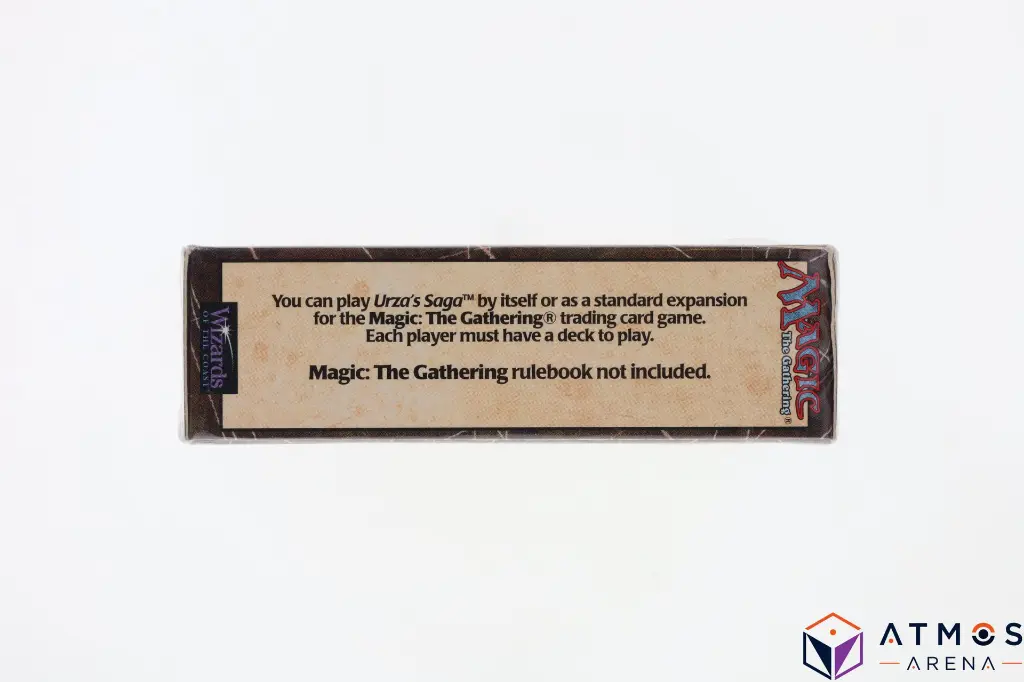 You can play Urza's Saga™ by itself or as a standard expansion
for the Magic: The Gathering® trading card game.
Each player must have a deck to play.
Magic: The Gathering rulebook not included.
Wizards
OF THE COAST
MAGIC
The Gathering®
ATMOS
ARENA